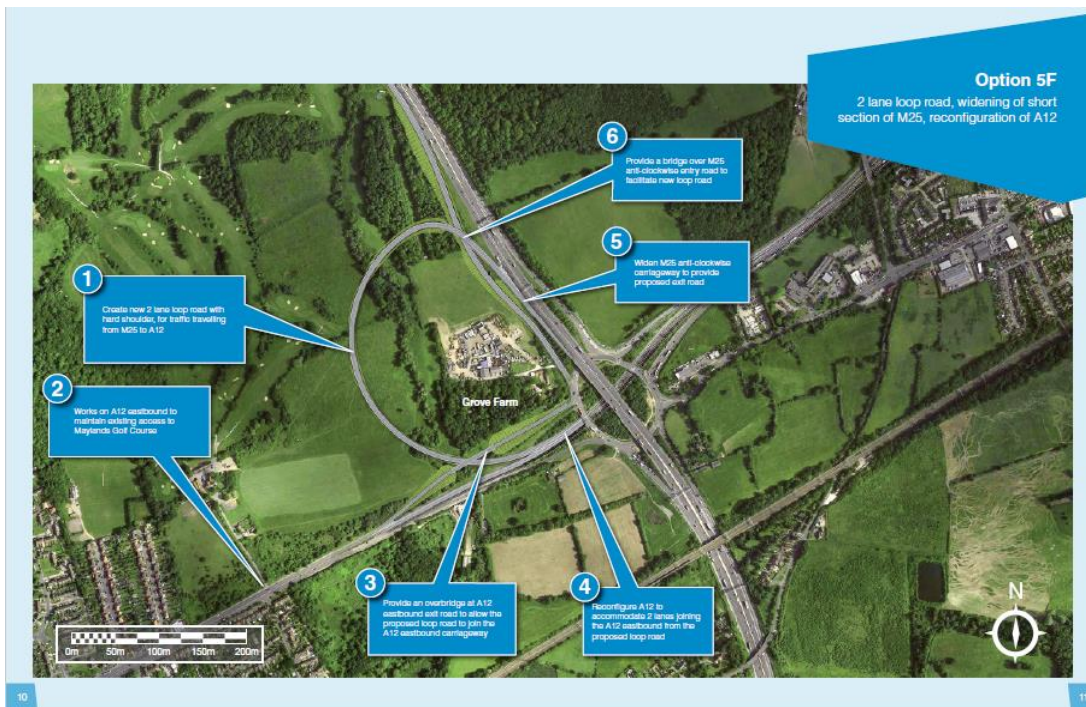 Option 5F
2 lane loop road, widening of short
section of M25, reconfiguration of A12
6
Provide a bridge over M25
anti-clockwise entry road to
facilitate new loop road
5
Widen M25 anti-clockwise
carriageway to provide
proposed exit road
1
Create new 2 lane loop road with
hard shoulder, for traffic travelling
from M25 to A12
2
Works on A12 eastbound to
maintain existing access to
Maylands Golf Course
Grove Farm
3
Provide an overbridge at A12
eastbound exit road to allow the
proposed loop road to join the
A12 eastbound carriageway
4
Reconfigure A12 to
accommodate 2 lanes joining
the A12 eastbound from the
proposed loop road
N
0m 50m 100m 150m 200m
10
11